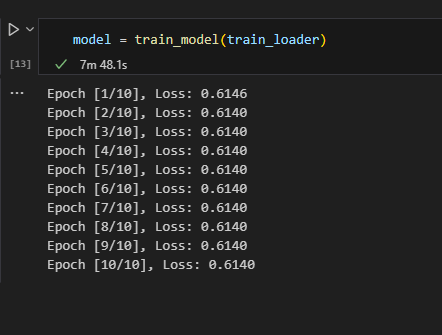 model = train_model(train_loader)
[13]
7m 48.1s
...
Epoch [1/10], Loss: 0.6146
Epoch [2/10], Loss: 0.6140
Epoch [3/10], Loss: 0.6140
Epoch [4/10], Loss: 0.6140
Epoch [5/10], Loss: 0.6140
Epoch [6/10], Loss: 0.6140
Epoch [7/10], Loss: 0.6140
Epoch [8/10], Loss: 0.6140
Epoch [9/10], Loss: 0.6140
Epoch [10/10], Loss: 0.6140